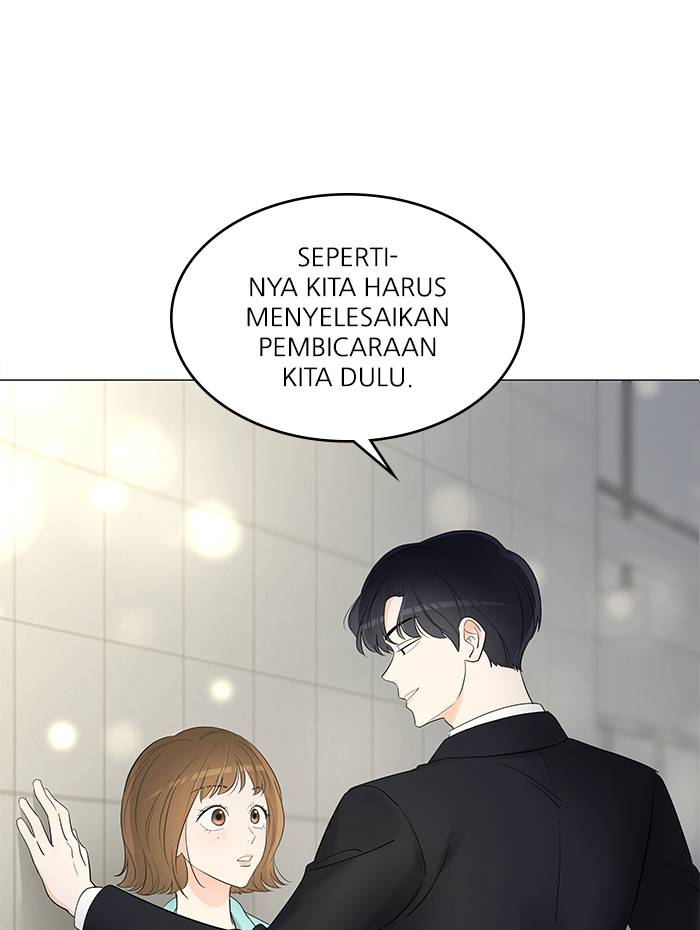 SEPERTI-
NYA KITA HARUS
MENYELESAIKAN
PEMBICARAAN
KITA DULU.